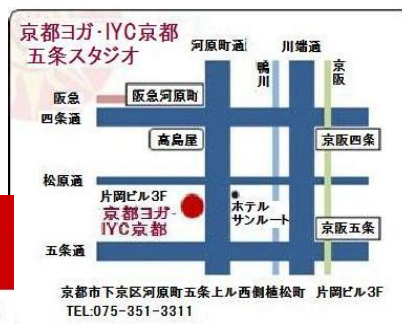 京都ヨガ・IYC京都
五条スタジオ
河原町通
川端通
鴨川
京阪
阪急
阪急河原町
四条通
高島屋
京阪四条
松原通
片岡ビル3F
京都ヨガ-
IYC京都
ホテル
サンルート
京阪五条
五条通
京都市下京区河原町五条上ル西側植松町 片岡ビル3F
TEL:075-351-3311